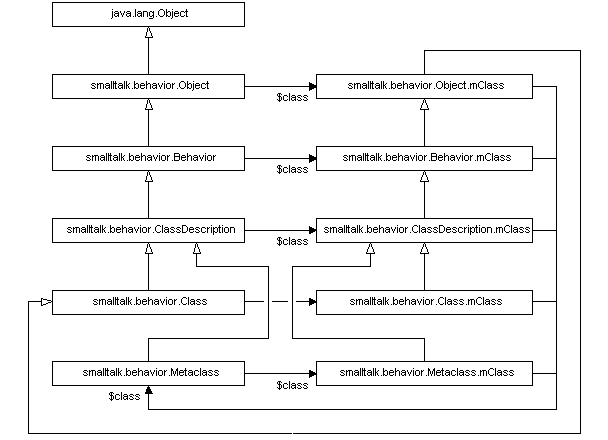 java.lang.Object
smalltalk.behavior.Object
smalltalk.behavior.Object.mClass
$class
smalltalk.behavior.Behavior
smalltalk.behavior.Behavior.mClass
$class
smalltalk.behavior.ClassDescription
smalltalk.behavior.ClassDescription.mClass
$class
smalltalk.behavior.Class
smalltalk.behavior.Class.mClass
smalltalk.behavior.Metaclass
smalltalk.behavior.Metaclass.mClass
$class
$class